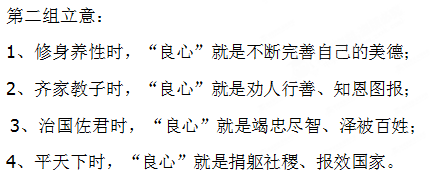 第二组立意：
1、修身养性时，“良心”就是不断完善自己的美德；
2、齐家教子时，“良心”就是劝人行善、知恩图报；
3、治国佐君时，“良心”就是竭忠尽智、泽被百姓；
4、平天下时，“良心”就是捐躯社稷、报效国家。